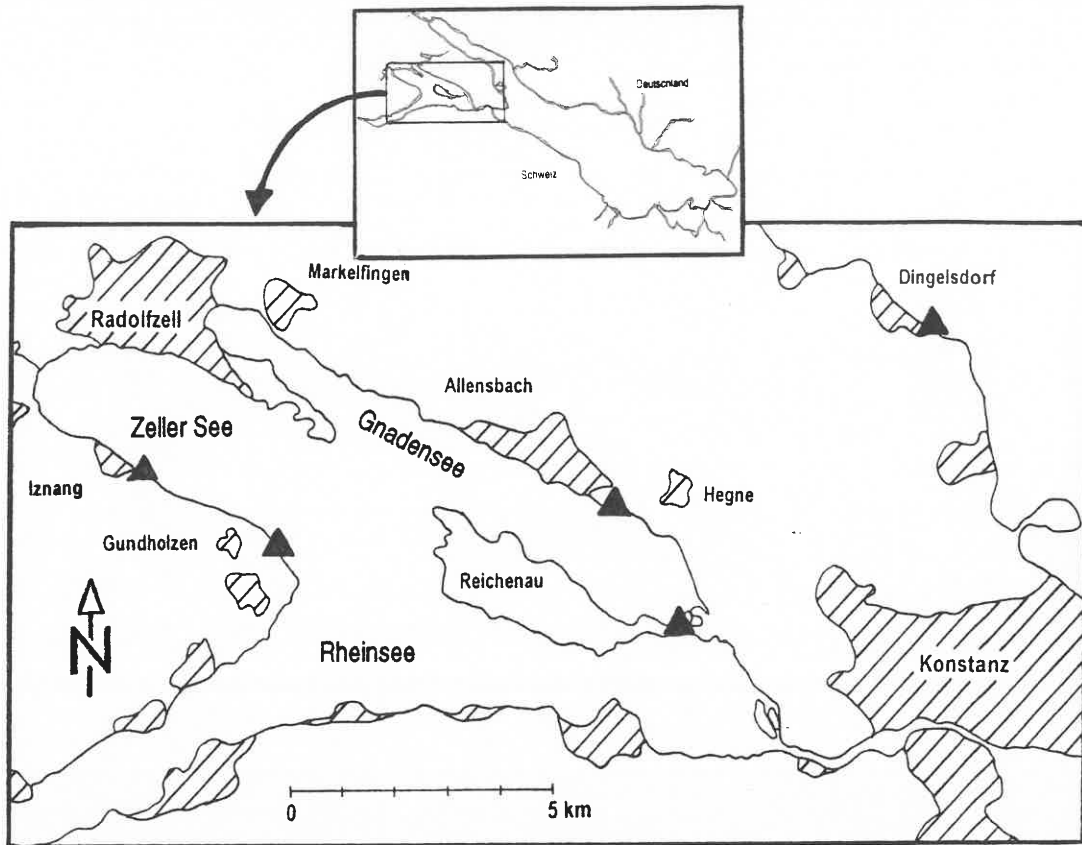 Deutschland
Schweiz
Markelfingen
Dingelsdorf
Radolfzell
Allensbach
Zeller See
Gnadensee
Iznang
Hegne
Gundholzen
Reichenau
N
Rheinsee
Konstanz
0 5 km